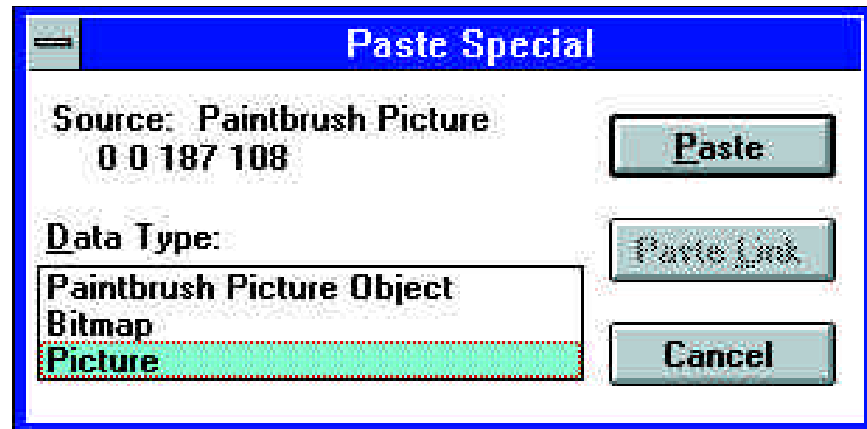 Paste Special
Source: Paintbrush Picture
0 0 187 108
Paste
Data Type:
Paste Link
Paintbrush Picture Object
Bitmap
Picture
Cancel